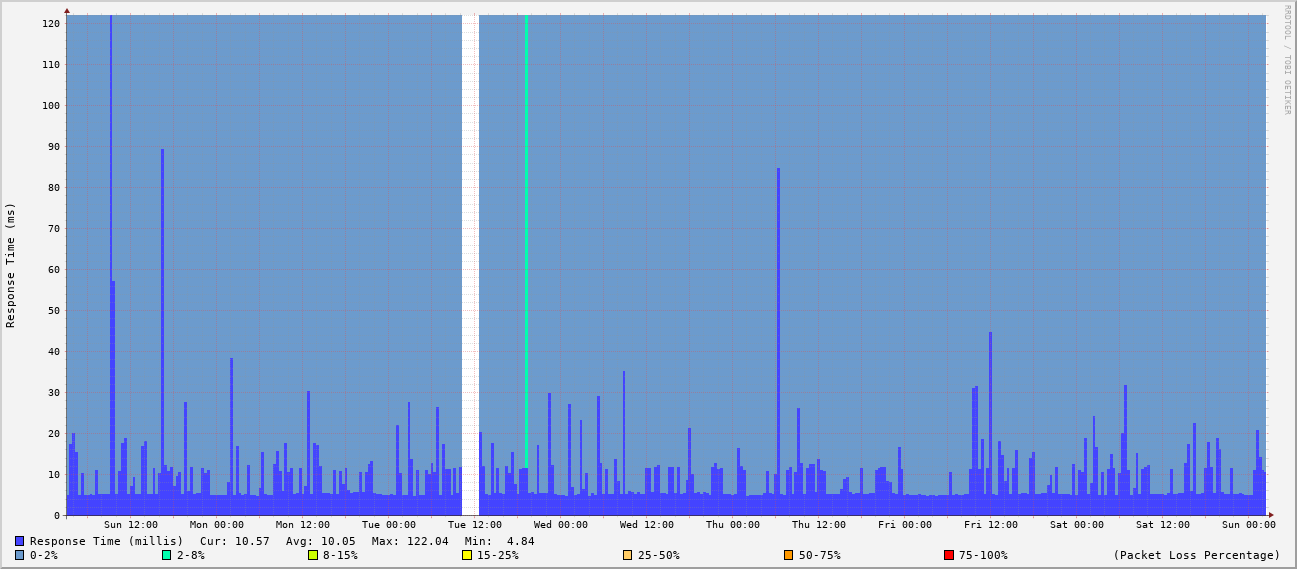 120
110
100
90
80
70
60
50
40
30
20
10
0
Response Time (ms)
RRDTOOL / TOBI OETIKER
Sun 12:00 Mon 00:00 Mon 12:00 Tue 00:00 Tue 12:00 Wed 00:00 Wed 12:00 Thu 00:00 Thu 12:00 Fri 00:00 Fri 12:00 Sat 00:00 Sat 12:00 Sun 00:00
Response Time (millis) Cur: 10.57 Avg: 10.05 Max: 122.04 Min: 4.84
0-2% 2-8% 8-15% 15-25% 25-50% 50-75% 75-100% (Packet Loss Percentage)